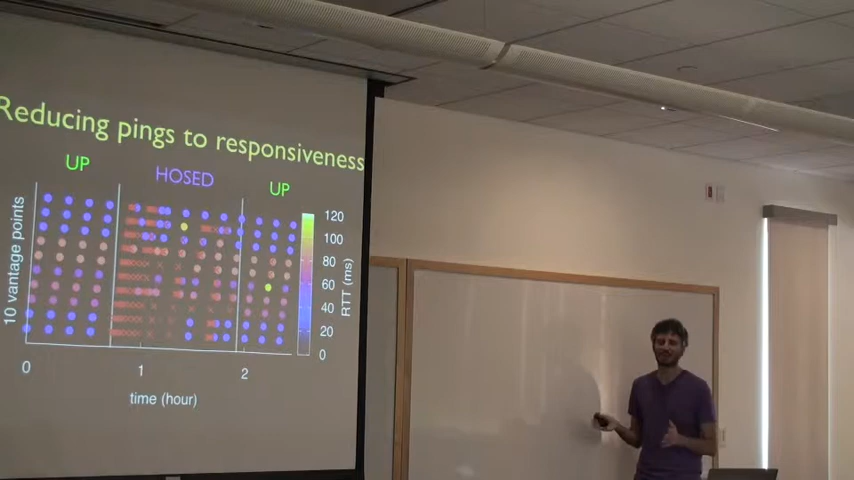 Reducing pings to responsiveness
UP
HOSED
UP
10 vantage points
120
100
80
60
40
20
0
RTT (ms)
0
1
2
time (hour)